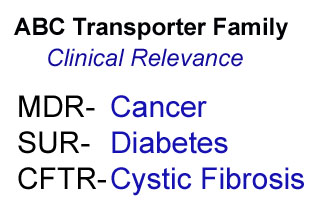 ABC Transporter Family
Clinical Relevance
MDR- Cancer
SUR- Diabetes
CFTR- Cystic Fibrosis